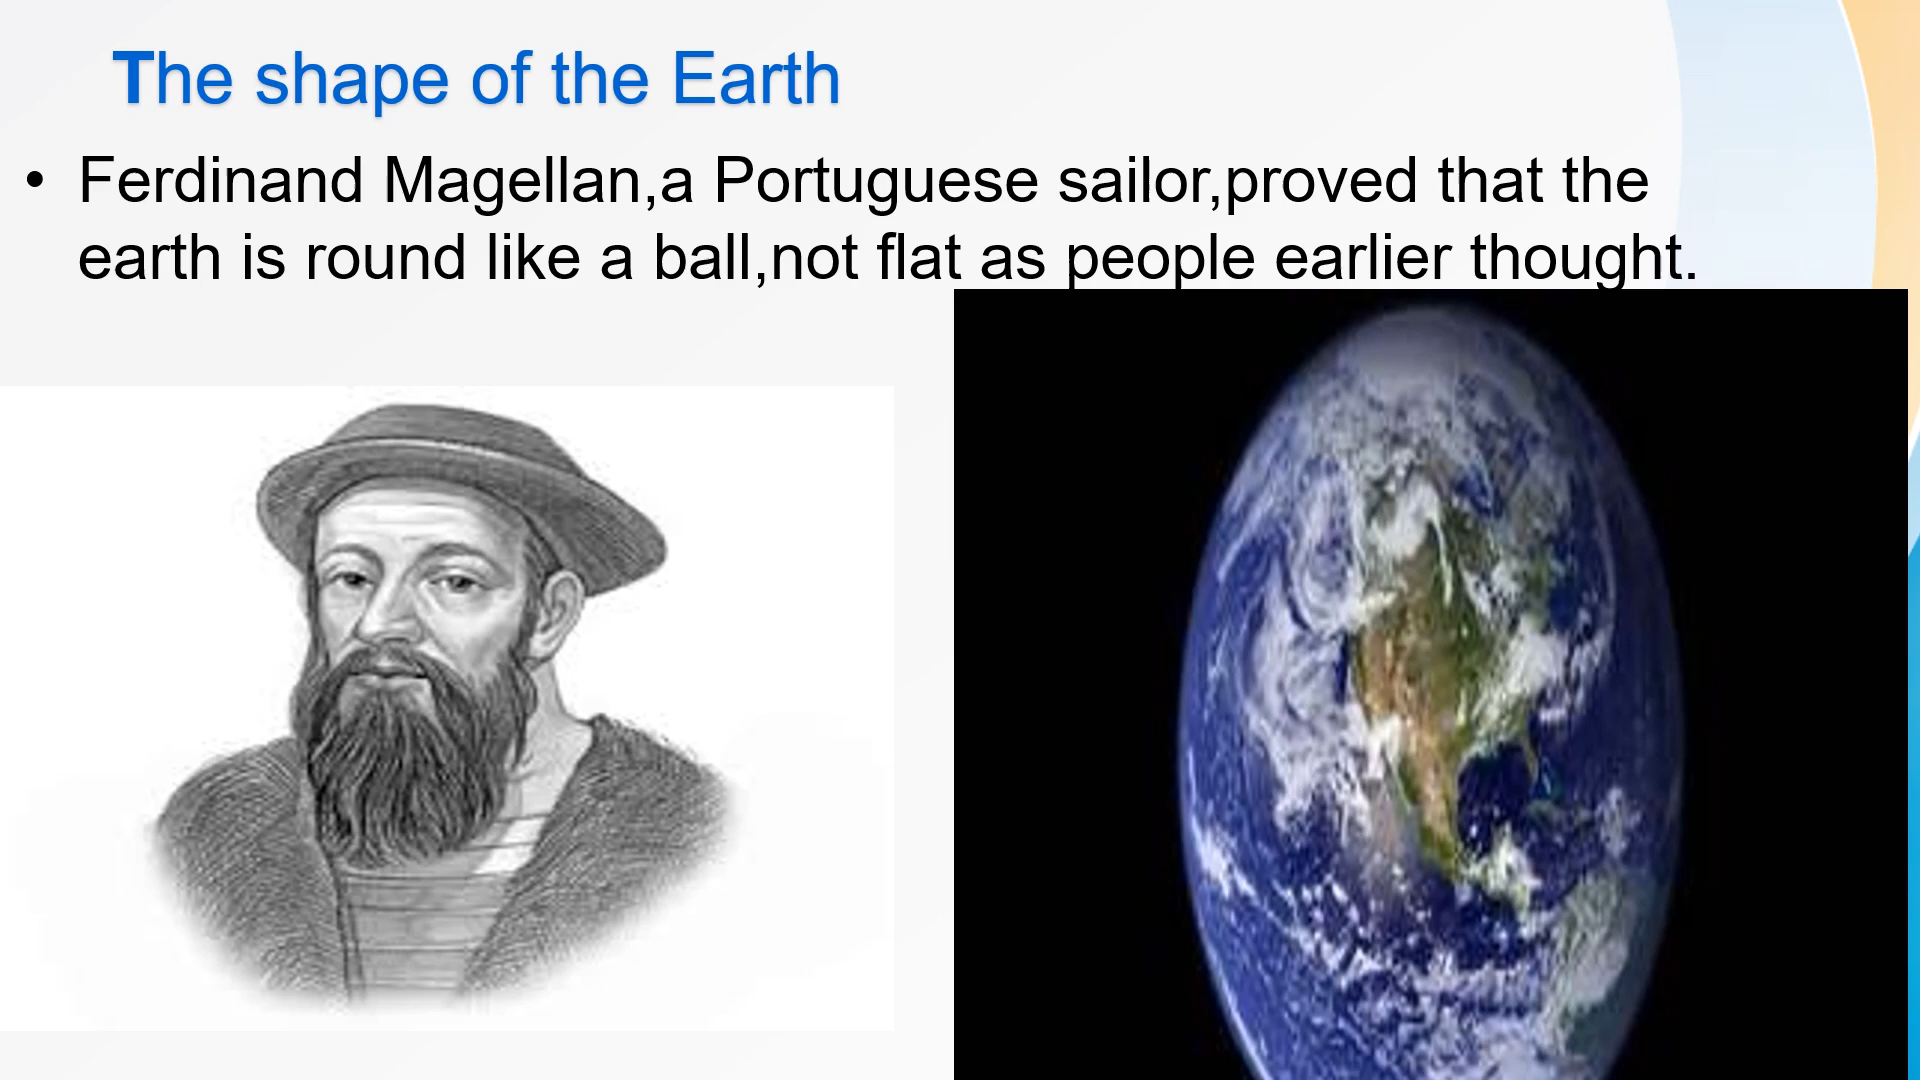 The shape of the Earth
• Ferdinand Magellan,a Portuguese sailor,proved that the
earth is round like a ball,not flat as people earlier thought.